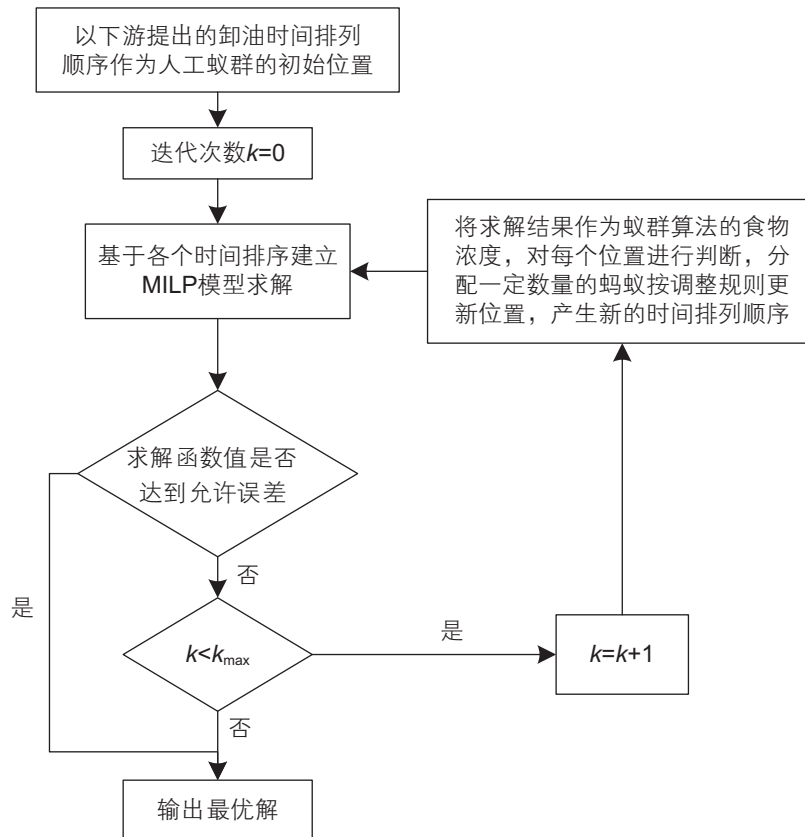 以下游提出的卸油时间排列
顺序作为人工蚁群的初始位置
迭代次数k=0
基于各个时间排序建立
MILP模型求解
将求解结果作为蚁群算法的食物
浓度，对每个位置进行判断，分
配一定数量的蚂蚁按调整规则更
新位置，产生新的时间排列顺序
求解函数值是否
达到允许误差
否
是
k<kmax
是
k=k+1
否
输出最优解